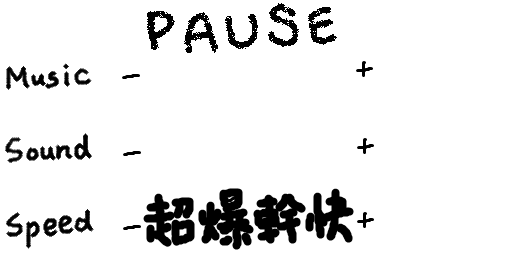 PAUSE
Music - +
Sound - +
Speed - 超爆幹快 +